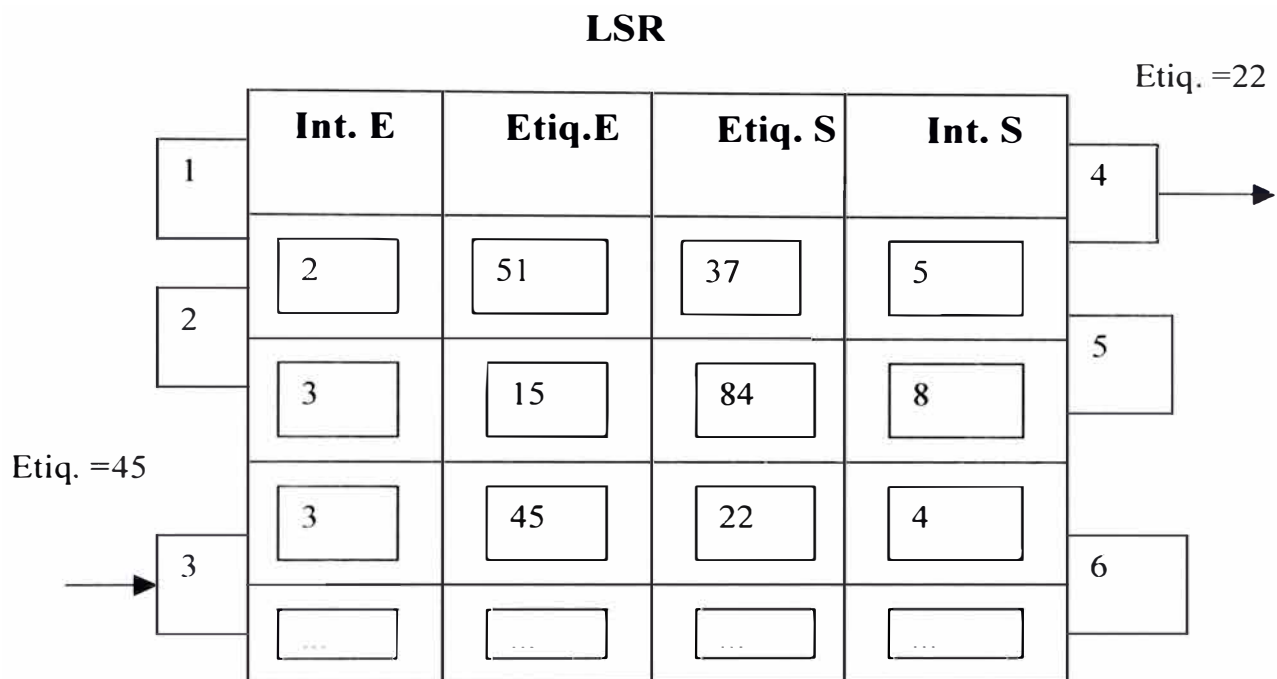 LSR
Etiq. =22
Int. E Etiq.E Etiq. S Int. S
1
4
2 51 37 5
2
5
3 15 84 8
Etiq. =45
3 45 22 4
3
6
... ... ... ...